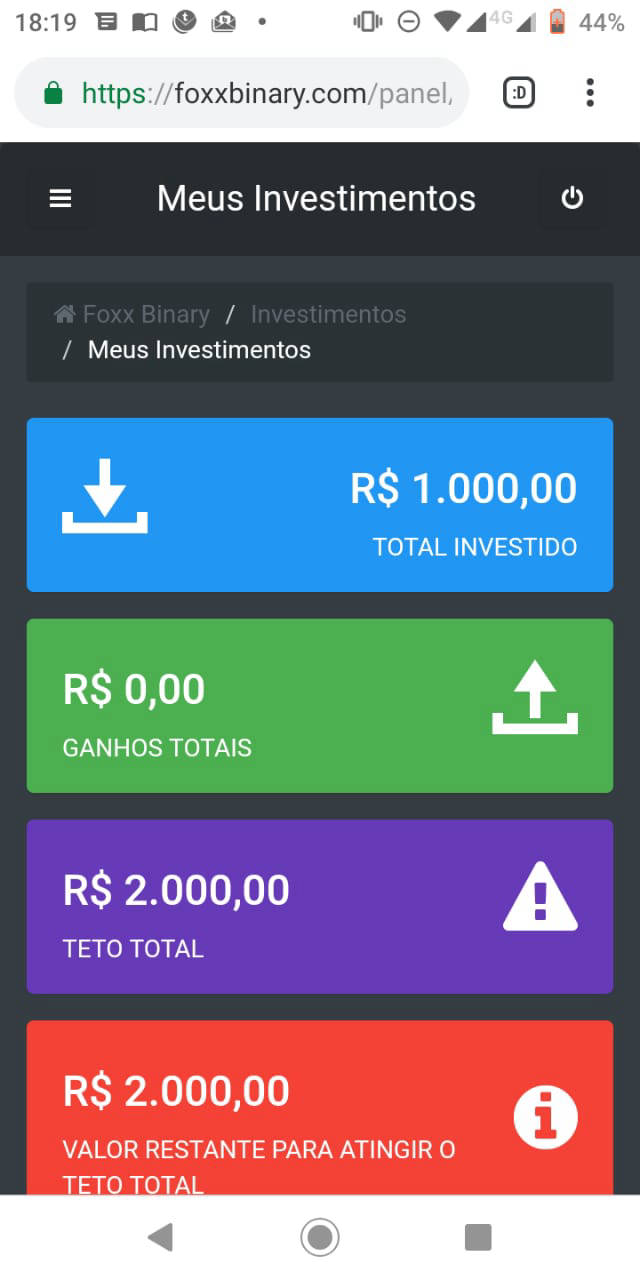 18:19 4G 44%
https://foxxbinary.com/panel/
:D
Meus Investimentos
Foxx Binary / Investimentos
/ Meus Investimentos
R$ 1.000,00
TOTAL INVESTIDO
R$ 0,00
GANHOS TOTAIS
R$ 2.000,00
TETO TOTAL
R$ 2.000,00
VALOR RESTANTE PARA ATINGIR O
TETO TOTAL